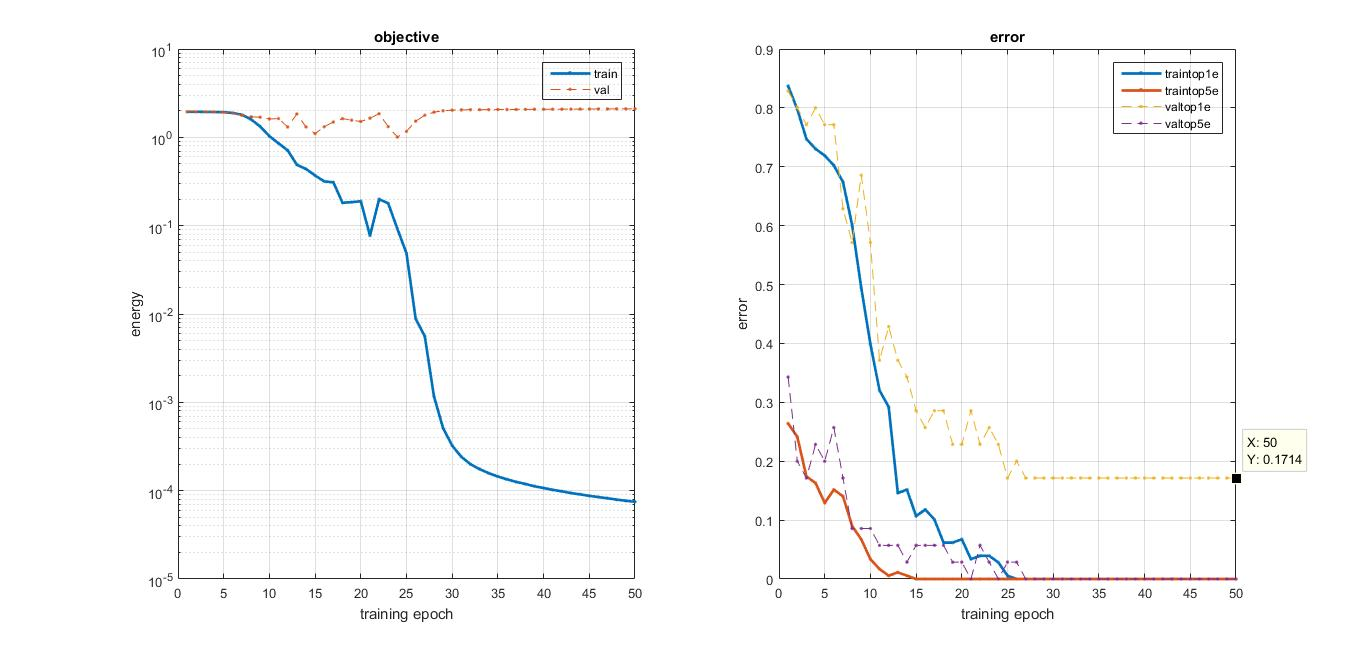 objective
10^1
10^0
10^-1
10^-2
10^-3
10^-4
10^-5
energy
train
val
0 5 10 15 20 25 30 35 40 45 50
training epoch
error
0.9
0.8
0.7
0.6
0.5
0.4
0.3
0.2
0.1
0
error
traintop1e
traintop5e
valtop1e
valtop5e
X: 50
Y: 0.1714
0 5 10 15 20 25 30 35 40 45 50
training epoch